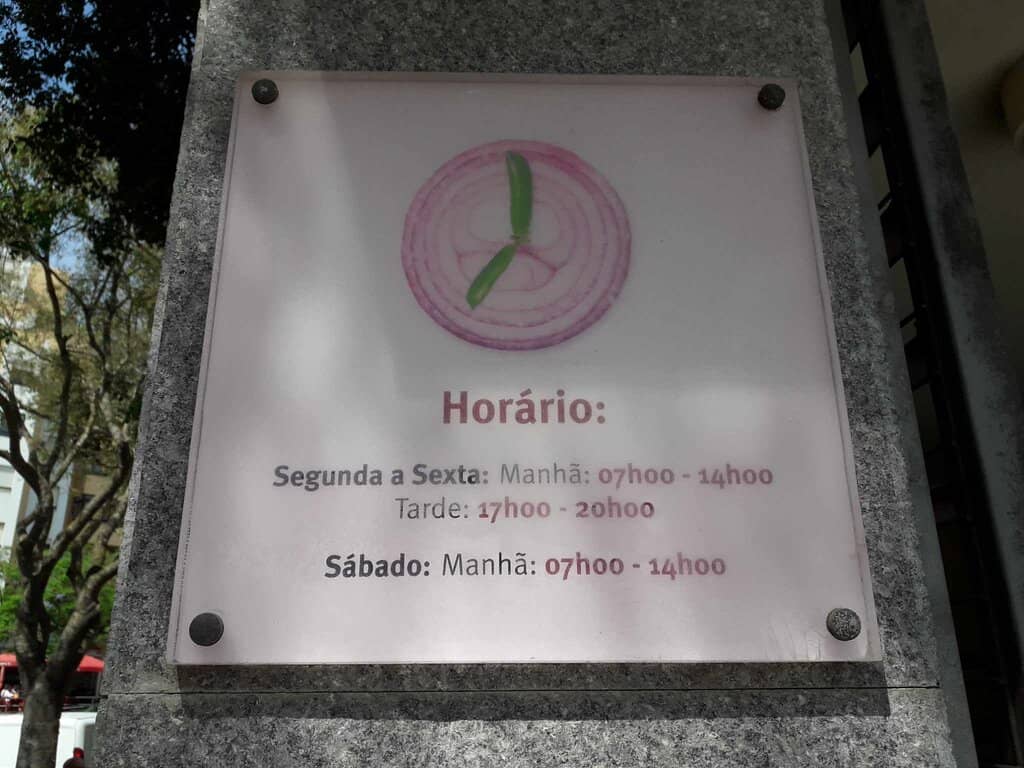 Horário:
Segunda a Sexta: Manhã: 07h00 - 14h00
Tarde: 17h00 - 20h00
Sábado: Manhã: 07h00 - 14h00